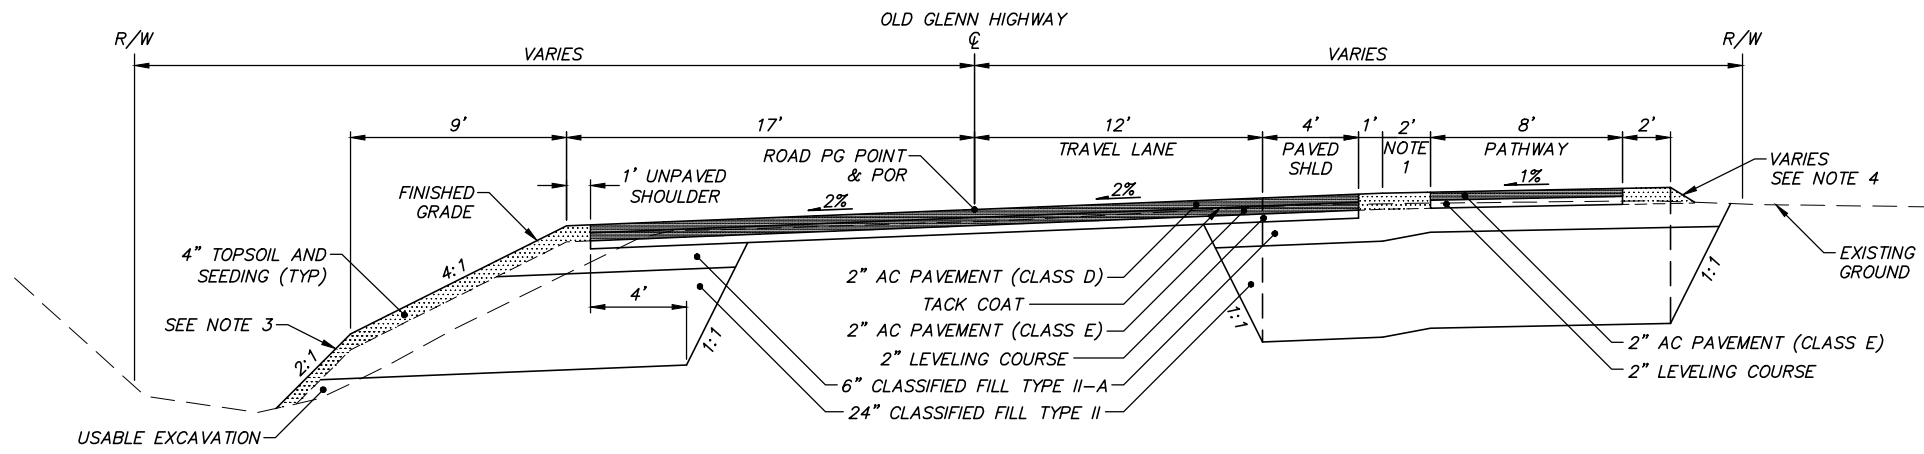 OLD GLENN HIGHWAY
R/W
℄
R/W
VARIES
VARIES
9'
17'
12'
4'
1'
2'
8'
2'
TRAVEL LANE
PAVED
SHLD
NOTE
1
PATHWAY
ROAD PG POINT
& POR
1' UNPAVED
SHOULDER
FINISHED
GRADE
2%
2%
1%
VARIES
SEE NOTE 4
4" TOPSOIL AND
SEEDING (TYP)
4:1
4'
SEE NOTE 3
2:1
1:1
1:1
1:1
EXISTING
GROUND
2" AC PAVEMENT (CLASS D)
TACK COAT
2" AC PAVEMENT (CLASS E)
2" LEVELING COURSE
6" CLASSIFIED FILL TYPE II-A
24" CLASSIFIED FILL TYPE II
2" AC PAVEMENT (CLASS E)
2" LEVELING COURSE
USABLE EXCAVATION